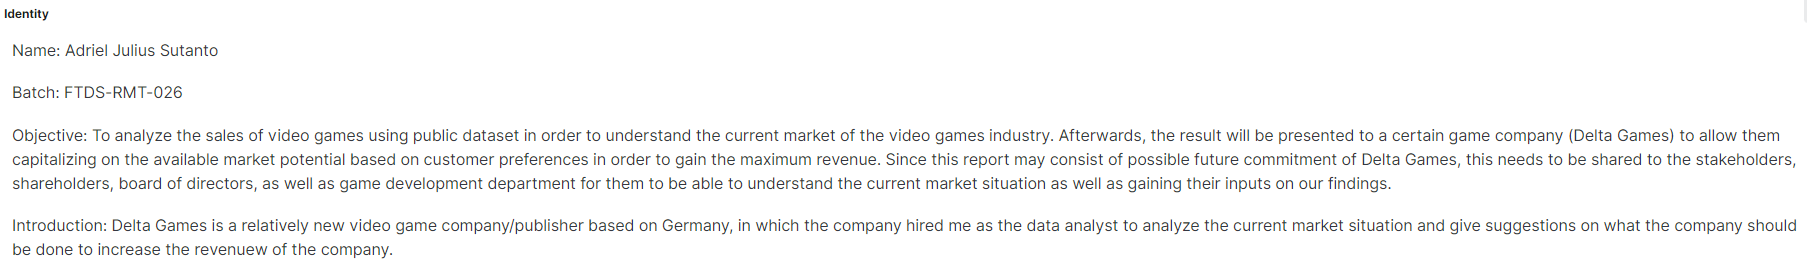 Identity
Name: Adriel Julius Sutanto
Batch: FTDS-RMT-026
Objective: To analyze the sales of video games using public dataset in order to understand the current market of the video games industry. Afterwards, the result will be presented to a certain game company (Delta Games) to allow them
capitalizing on the available market potential based on customer preferences in order to gain the maximum revenue. Since this report may consist of possible future commitment of Delta Games, this needs to be shared to the stakeholders,
shareholders, board of directors, as well as game development department for them to be able to understand the current market situation as well as gaining their inputs on our findings.
Introduction: Delta Games is a relatively new video game company/publisher based on Germany, in which the company hired me as the data analyst to analyze the current market situation and give suggestions on what the company should
be done to increase the revenuew of the company.